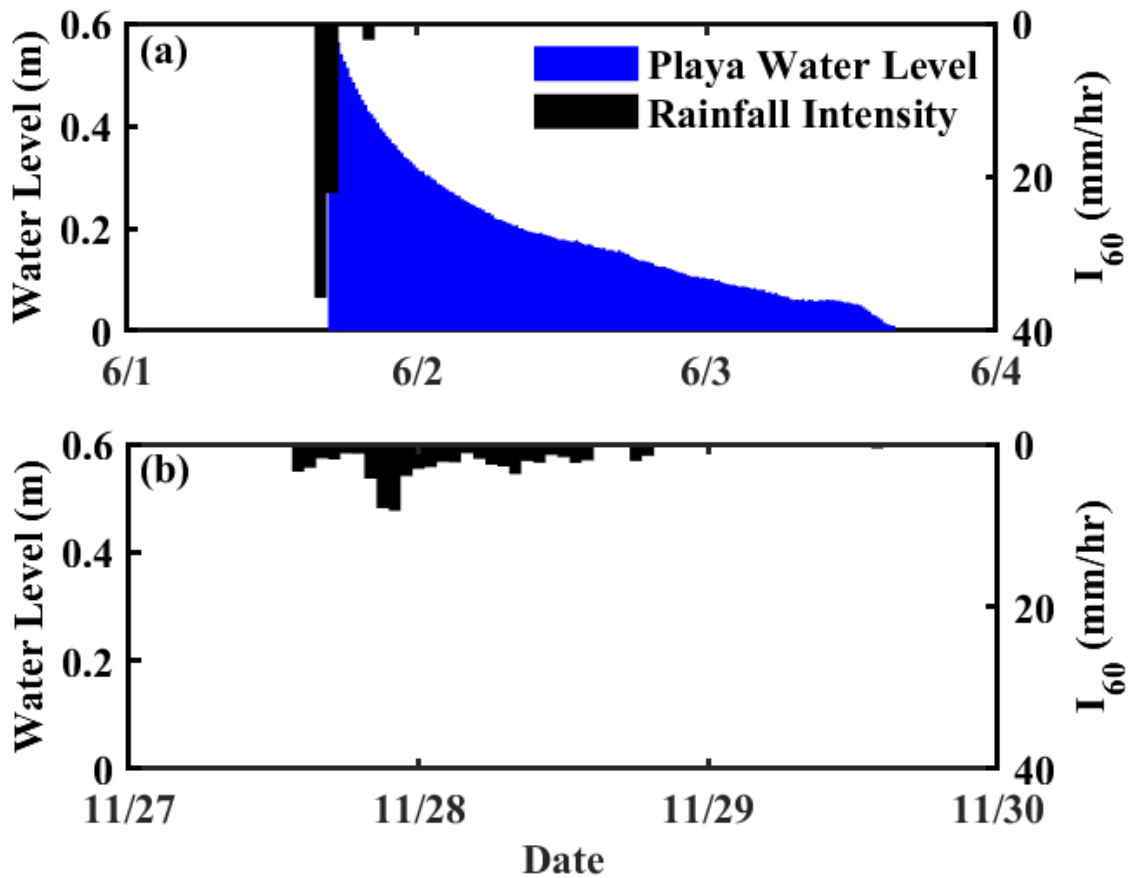 (a)
Playa Water Level
Rainfall Intensity
Water Level (m)
0.6
0.4
0.2
0
0
20
40
I60 (mm/hr)
6/1 6/2 6/3 6/4
(b)
Water Level (m)
0.6
0.4
0.2
0
0
20
40
I60 (mm/hr)
11/27 11/28 11/29 11/30
Date